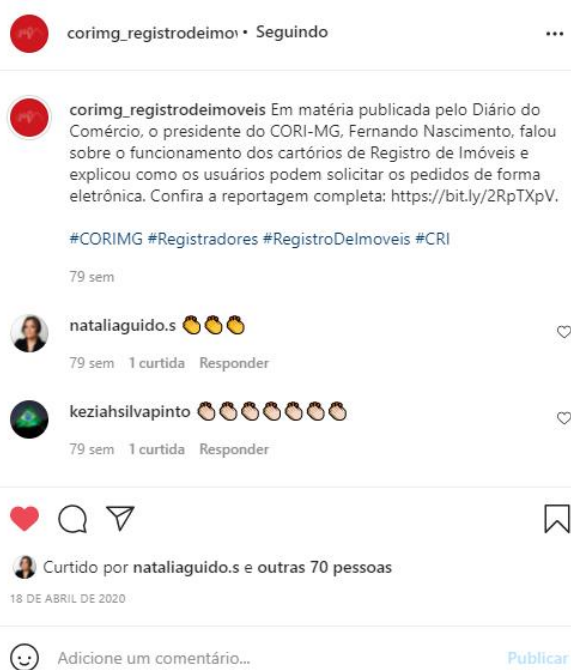 corimg_registrodeimov • Seguindo
corimg_registrodeimoveis Em matéria publicada pelo Diário do
Comércio, o presidente do CORI-MG, Fernando Nascimento, falou
sobre o funcionamento dos cartórios de Registro de Imóveis e
explicou como os usuários podem solicitar os pedidos de forma
eletrônica. Confira a reportagem completa: https://bit.ly/2RpTXpV.
#CORIMG #Registradores #RegistroDeImoveis #CRI
79 sem
nataliaguido.s 👏👏👏
79 sem 1 curtida Responder
keziahsilvapinto 👏🏻👏🏻👏🏻👏🏻👏🏻👏🏻👏🏻
79 sem 1 curtida Responder
Curtido por nataliaguido.s e outras 70 pessoas
18 DE ABRIL DE 2020
Adicione um comentário... Publicar